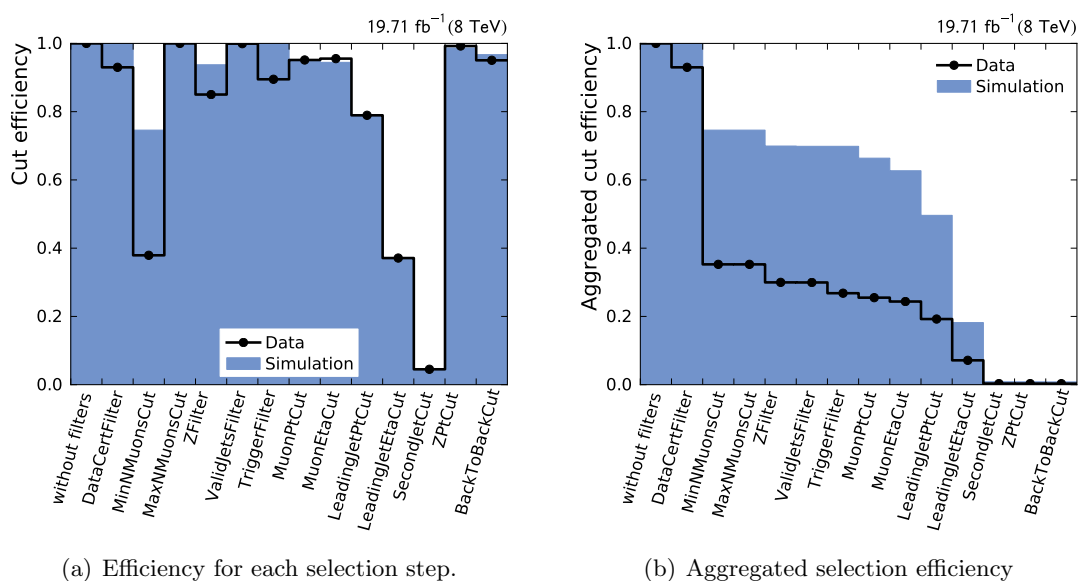 19.71 fb⁻¹ (8 TeV)
Cut efficiency
1.0
0.8
0.6
0.4
0.2
0.0
Data
Simulation
without filters
DataCertFilter
MinNMuonsCut
MaxNMuonsCut
ZFilter
ValidJetsFilter
TriggerFilter
MuonPtCut
MuonEtaCut
LeadingJetPtCut
LeadingJetEtaCut
SecondJetCut
ZPtCut
BackToBackCut
(a) Efficiency for each selection step.
19.71 fb⁻¹ (8 TeV)
Aggregated cut efficiency
1.0
0.8
0.6
0.4
0.2
0.0
Data
Simulation
without filters
DataCertFilter
MinNMuonsCut
MaxNMuonsCut
ZFilter
ValidJetsFilter
TriggerFilter
MuonPtCut
MuonEtaCut
LeadingJetPtCut
LeadingJetEtaCut
SecondJetCut
ZPtCut
BackToBackCut
(b) Aggregated selection efficiency